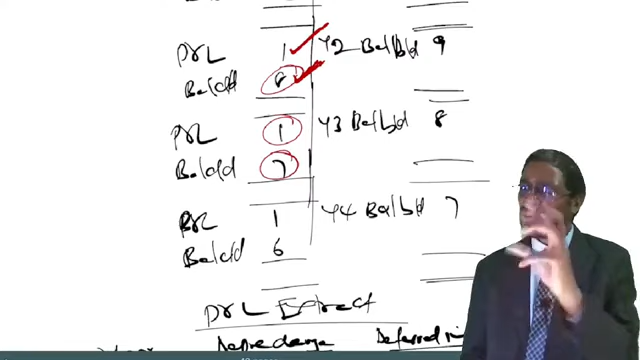 P&L 1 Y2 Bal b/d 9
Bal c/d 8
P&L 1 Y3 Bal b/d 8
Bal c/d 7
P&L 1 Y4 Bal b/d 7
Bal c/d 6
P&L Extract